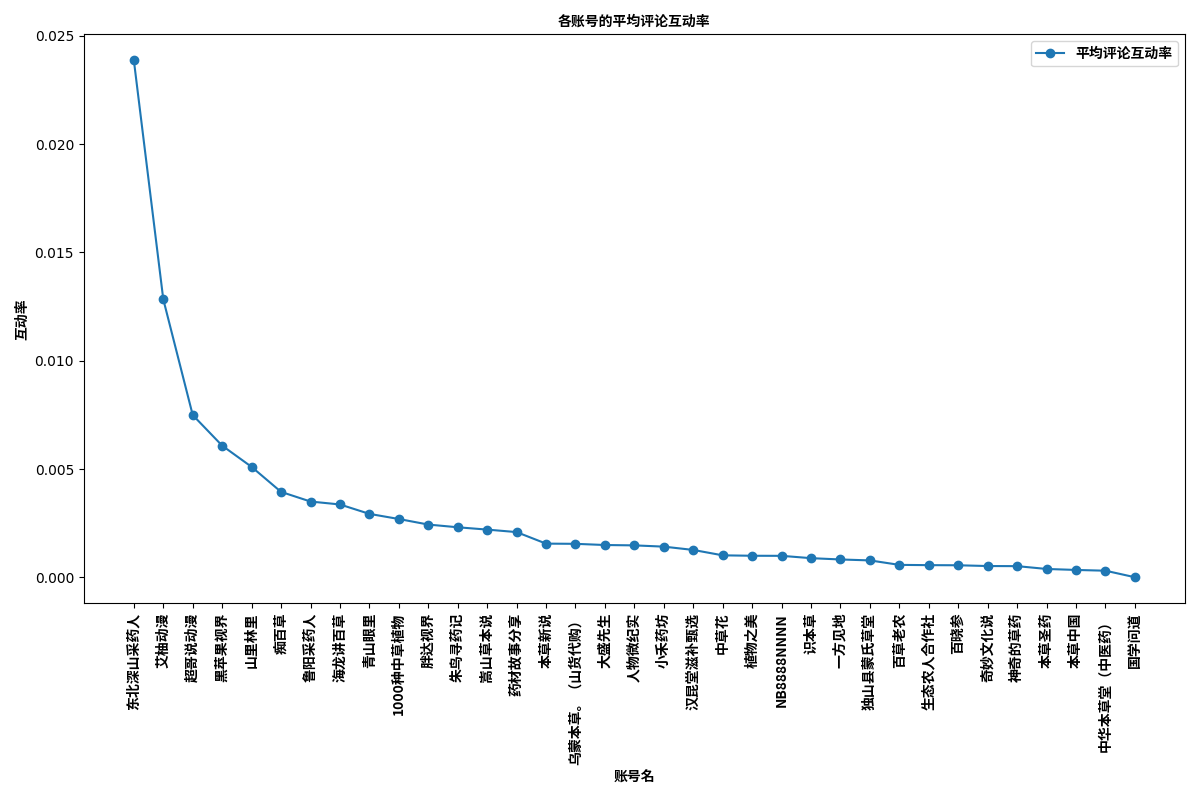 各账号的平均评论互动率
平均评论互动率
互动率
0.025
0.020
0.015
0.010
0.005
0.000
东北深山采药人
艾柚动漫
超哥说动漫
黑苹果视界
山里林里
痴百草
鲁阳采药人
海龙讲百草
青山眼里
1000种中草植物
胖达视界
朱鸟寻药记
嵩山草本说
药材故事分享
本草新说
乌蒙本草。（山货代购）
大盛先生
人物微纪实
小禾药坊
汉昆堂滋补甄选
中草花
植物之美
NB8888NNNN
识本草
一方见地
独山县蒙氏草堂
百草老农
生态农人合作社
百晓参
奇妙文化说
神奇的草药
本草圣药
本草中国
中华本草堂（中医药）
国学问道
账号名